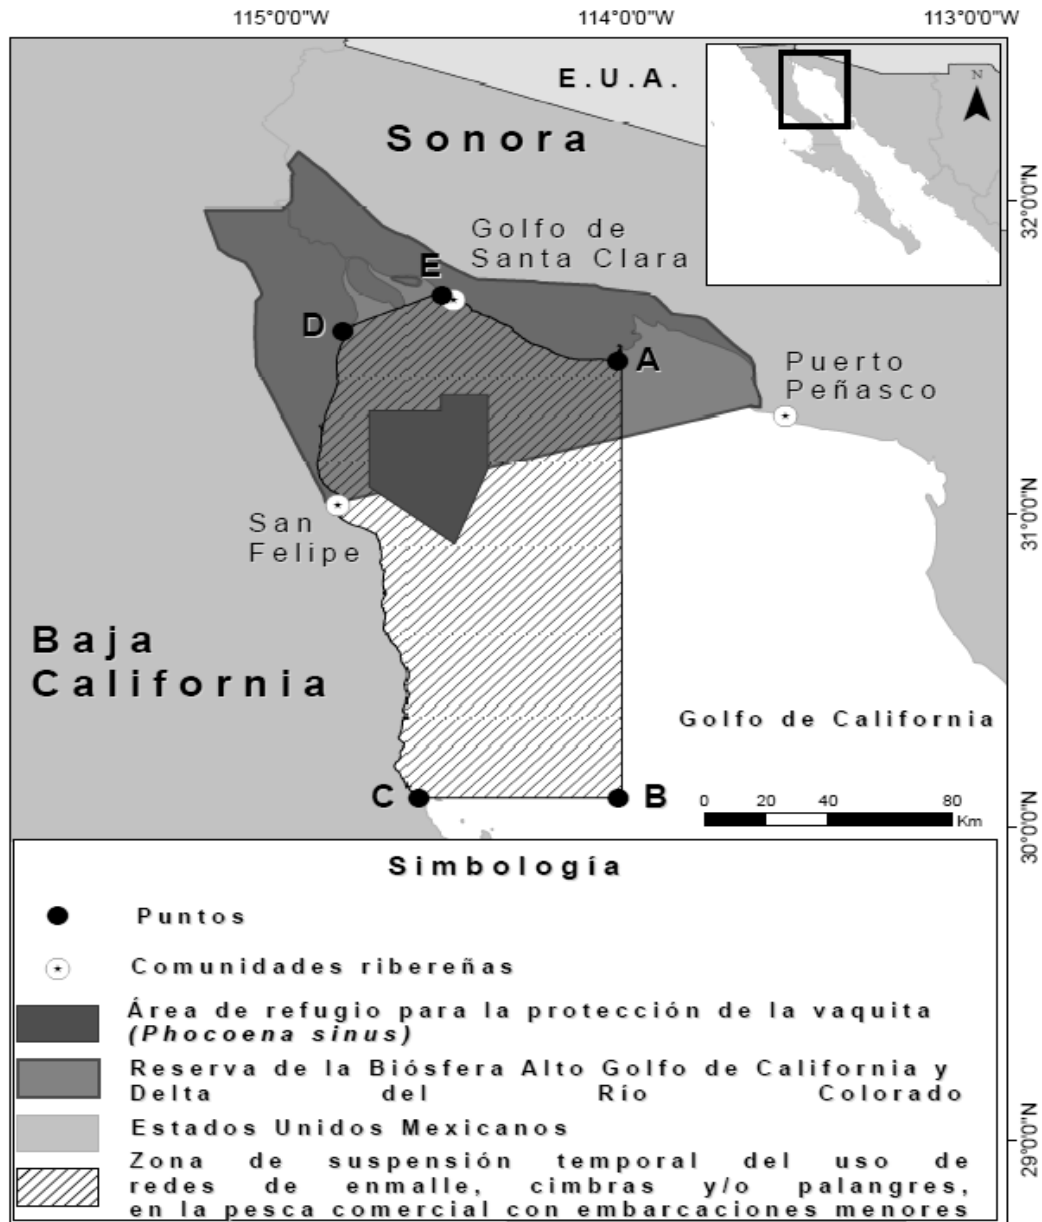 115°0'0"W
114°0'0"W
113°0'0"W
E.U.A.
N
Sonora
32°0'0"N
Golfo de
Santa Clara
E
D
A
Puerto
Peñasco
31°0'0"N
San
Felipe
Baja
California
Golfo de California
C
B
0 20 40 80
Km
30°0'0"N
Simbología
Puntos
Comunidades ribereñas
Área de refugio para la protección de la vaquita
(Phocoena sinus)
Reserva de la Biósfera Alto Golfo de California y
Delta del Río Colorado
Estados Unidos Mexicanos
29°0'0"N
Zona de suspensión temporal del uso de
redes de enmalle, cimbras y/o palangres,
en la pesca comercial con embarcaciones menores